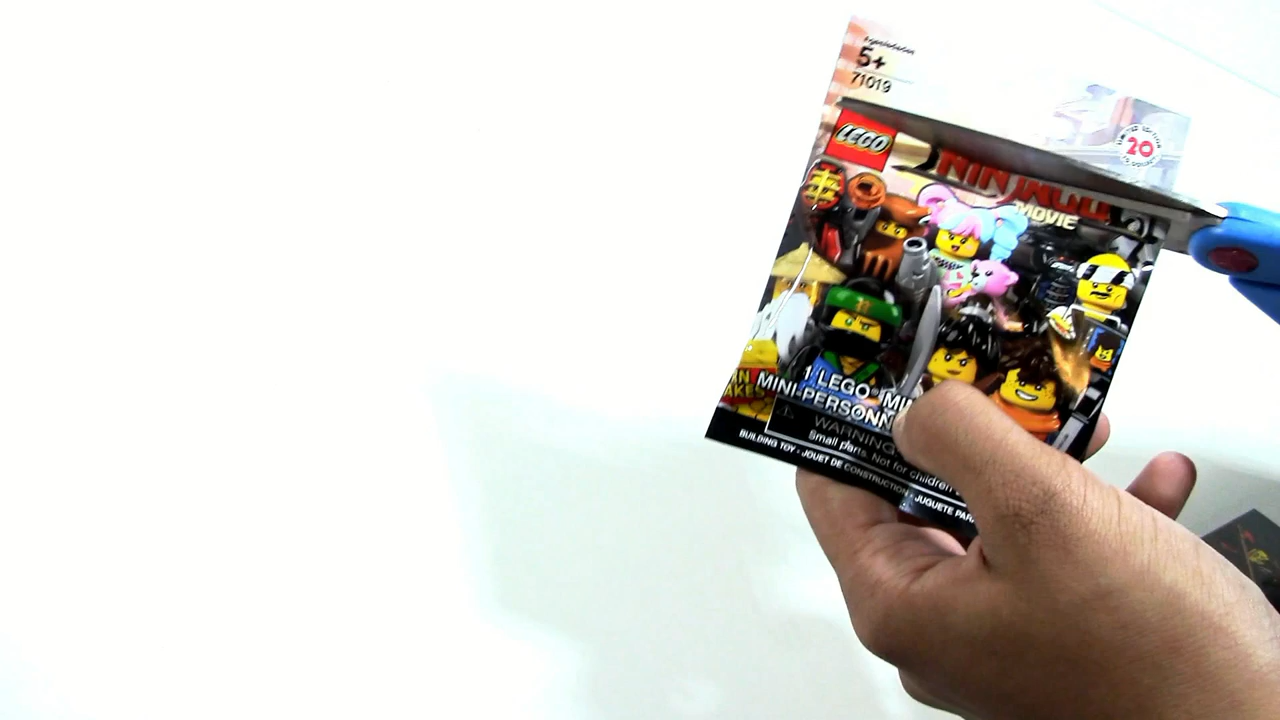 5+
71019
LEGO
20
NINJAGO
MOVIE
1 LEGO® MI
MINI-PERSONN
WARNING
Small parts. Not for children
BUILDING TOY • JOUET DE CONSTRUCTION • JUGUETE PAR